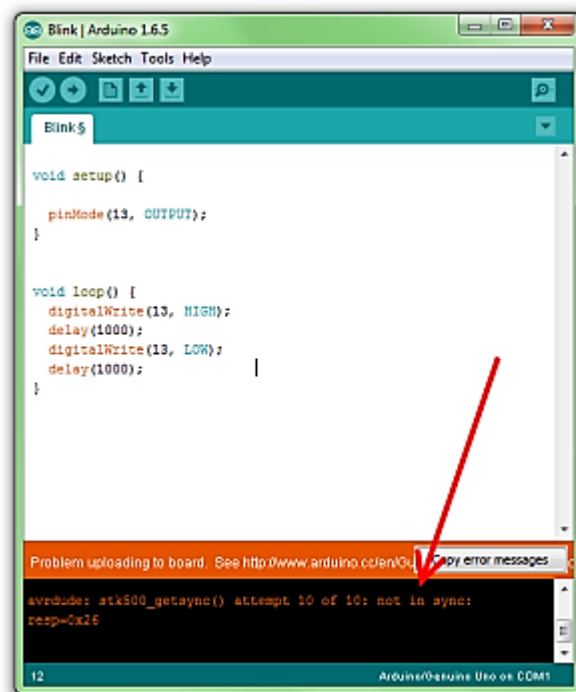 Blink | Arduino 1.6.5
File Edit Sketch Tools Help
Blink §
void setup() {
pinMode(13, OUTPUT);
}
void loop() {
digitalWrite(13, HIGH);
delay(1000);
digitalWrite(13, LOW);
delay(1000);
}
Problem uploading to board. See http://www.arduino.cc/en/Gu
Copy error messages
avrdude: stk500_getsync() attempt 10 of 10: not in sync:
resp=0x26
12
Arduino/Genuino Uno on COM1